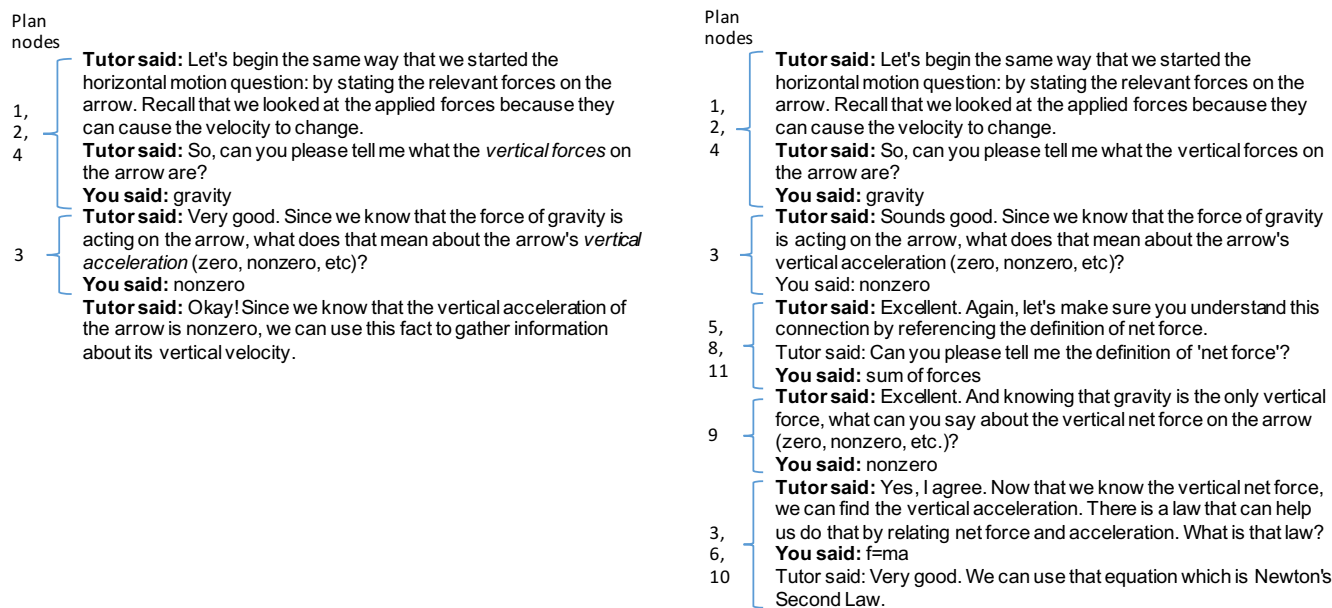 Plan
nodes
Tutor said: Let's begin the same way that we started the
horizontal motion question: by stating the relevant forces on the
arrow. Recall that we looked at the applied forces because they
can cause the velocity to change.
Tutor said: So, can you please tell me what the vertical forces on
the arrow are?
You said: gravity
1,
2,
4
Tutor said: Very good. Since we know that the force of gravity is
acting on the arrow, what does that mean about the arrow's vertical
acceleration (zero, nonzero, etc)?
You said: nonzero
3
Tutor said: Okay! Since we know that the vertical acceleration of
the arrow is nonzero, we can use this fact to gather information
about its vertical velocity.
Plan
nodes
Tutor said: Let's begin the same way that we started the
horizontal motion question: by stating the relevant forces on the
arrow. Recall that we looked at the applied forces because they
can cause the velocity to change.
Tutor said: So, can you please tell me what the vertical forces on
the arrow are?
You said: gravity
1,
2,
4
Tutor said: Sounds good. Since we know that the force of gravity
is acting on the arrow, what does that mean about the arrow's
vertical acceleration (zero, nonzero, etc)?
You said: nonzero
3
Tutor said: Excellent. Again, let's make sure you understand this
connection by referencing the definition of net force.
Tutor said: Can you please tell me the definition of 'net force'?
You said: sum of forces
5,
8,
11
Tutor said: Excellent. And knowing that gravity is the only vertical
force, what can you say about the vertical net force on the arrow
(zero, nonzero, etc.)?
You said: nonzero
9
Tutor said: Yes, I agree. Now that we know the vertical net force,
we can find the vertical acceleration. There is a law that can help
us do that by relating net force and acceleration. What is that law?
You said: f=ma
Tutor said: Very good. We can use that equation which is Newton's
Second Law.
3,
6,
10